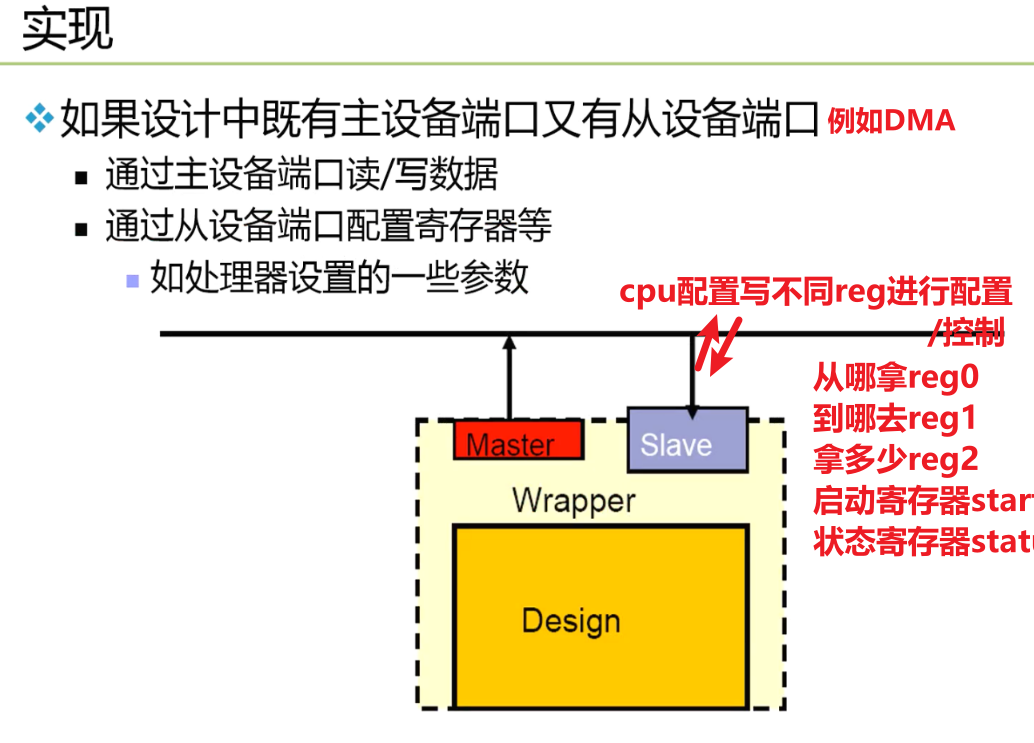 实现
如果设计中既有主设备端口又有从设备端口 例如DMA
通过主设备端口读/写数据
通过从设备端口配置寄存器等
如处理器设置的一些参数
cpu配置写不同reg进行配置
/控制
从哪拿reg0
到哪去reg1
拿多少reg2
启动寄存器star
状态寄存器stat
Master
Slave
Wrapper
Design